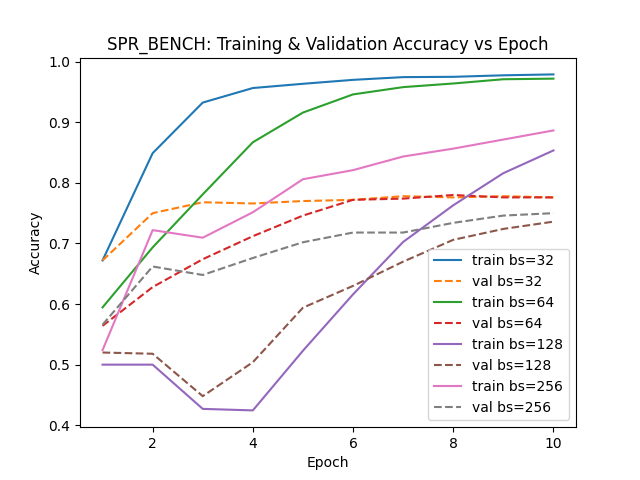 SPR_BENCH: Training & Validation Accuracy vs Epoch
1.0
0.9
0.8
0.7
0.6
0.5
0.4
Accuracy
2
4
6
8
10
Epoch
train bs=32
val bs=32
train bs=64
val bs=64
train bs=128
val bs=128
train bs=256
val bs=256